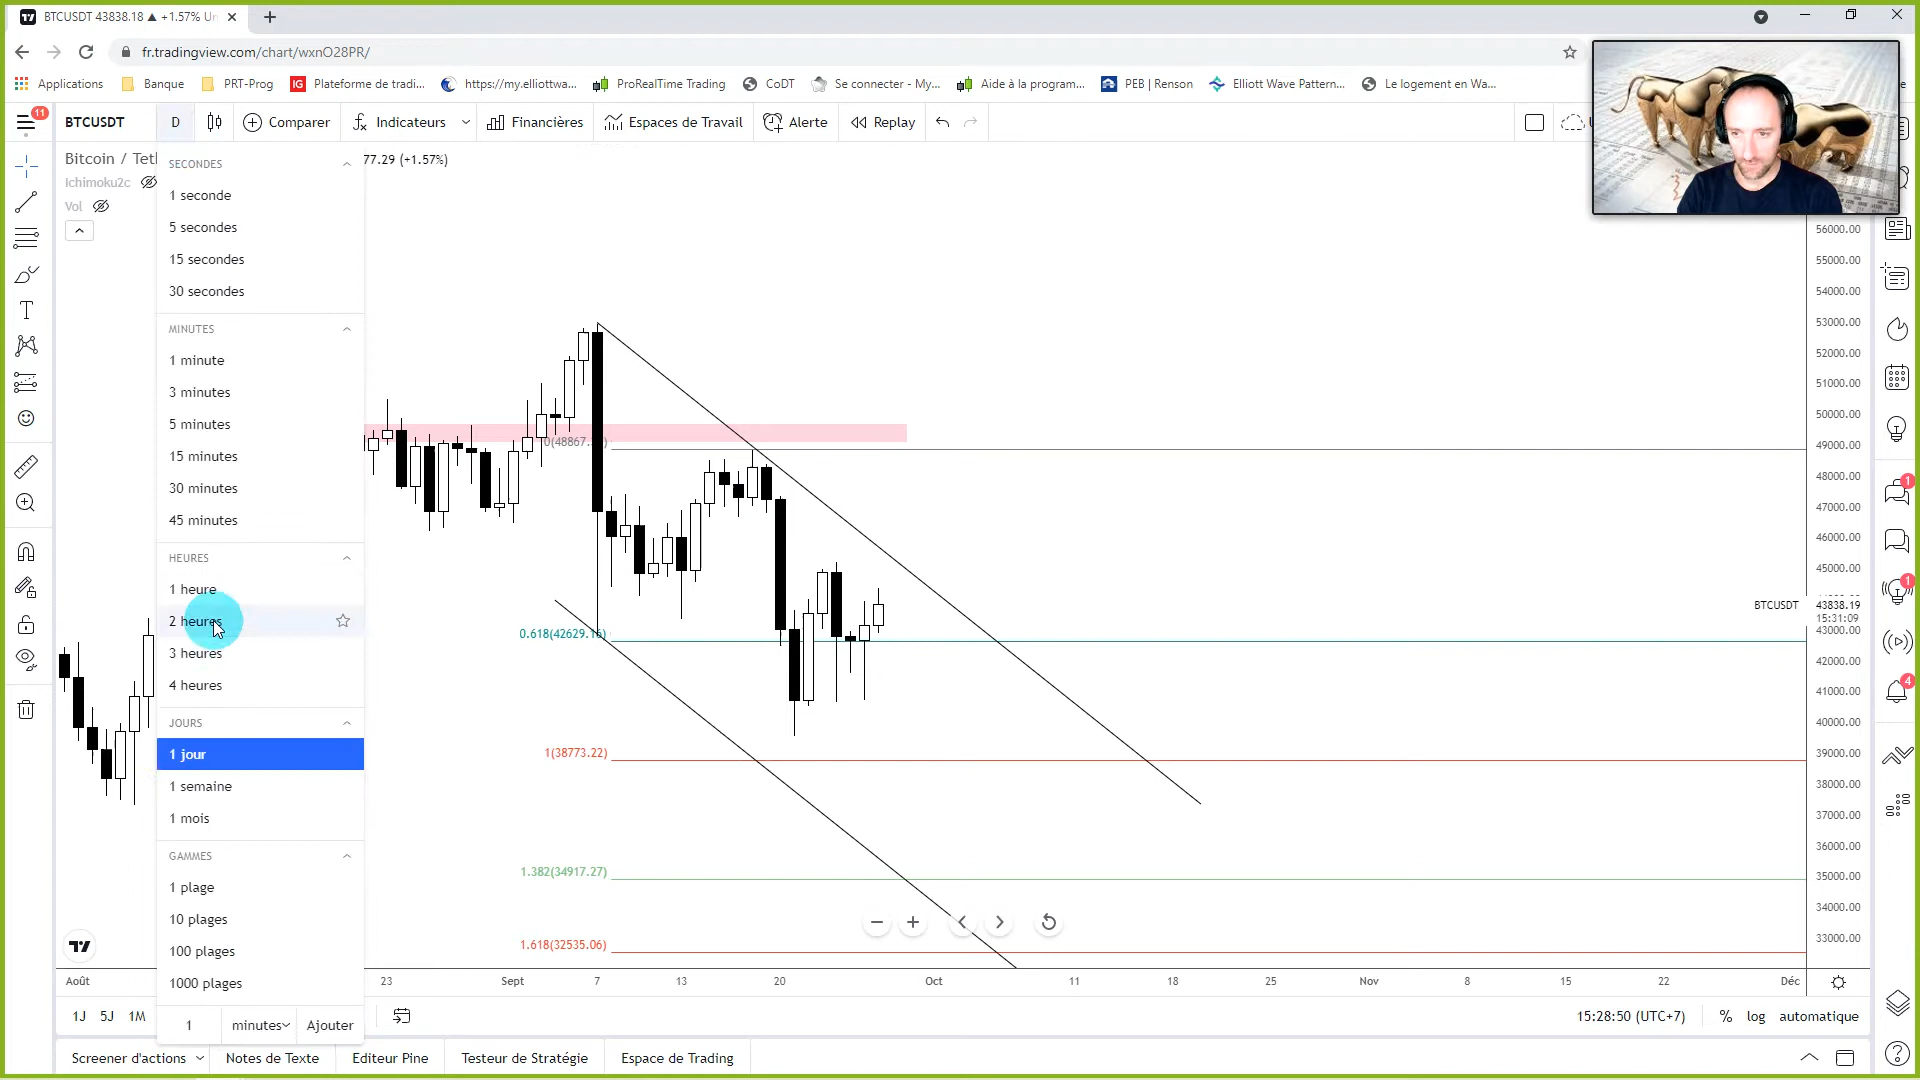 BTCUSDT 43838.18 ▲ +1.57% Un
fr.tradingview.com/chart/wxnO28PR/
Applications
Banque
PRT-Prog
IG
Plateforme de tradi...
https://my.elliottwa...
ProRealTime Trading
CoDT
Se connecter - My...
Aide à la program...
PEB | Renson
Elliott Wave Pattern...
Le logement en Wa...
11
BTCUSDT
D
Comparer
Indicateurs
Financières
Espaces de Travail
Alerte
Replay
Bitcoin / Tet
77.29 (+1.57%)
Ichimoku2c
Vol
SECONDES
1 seconde
5 secondes
15 secondes
30 secondes
MINUTES
1 minute
3 minutes
5 minutes
15 minutes
30 minutes
45 minutes
HEURES
1 heure
2 heures
3 heures
4 heures
JOURS
1 jour
1 semaine
1 mois
GAMMES
1 plage
10 plages
100 plages
1000 plages
1
minutes
Ajouter
0.618(42629.16)
1(38773.22)
1.382(34917.27)
1.618(32535.06)
56000.00
55000.00
54000.00
53000.00
52000.00
51000.00
50000.00
49000.00
48000.00
47000.00
46000.00
45000.00
BTCUSDT
43838.19
15:31:09
43000.00
42000.00
41000.00
40000.00
39000.00
38000.00
37000.00
36000.00
35000.00
34000.00
33000.00
1
1
4
Août
23
Sept
7
13
20
Oct
11
18
25
Nov
8
15
22
Déc
1J
5J
1M
15:28:50 (UTC+7)
%
log
automatique
Screener d'actions
Notes de Texte
Editeur Pine
Testeur de Stratégie
Espace de Trading